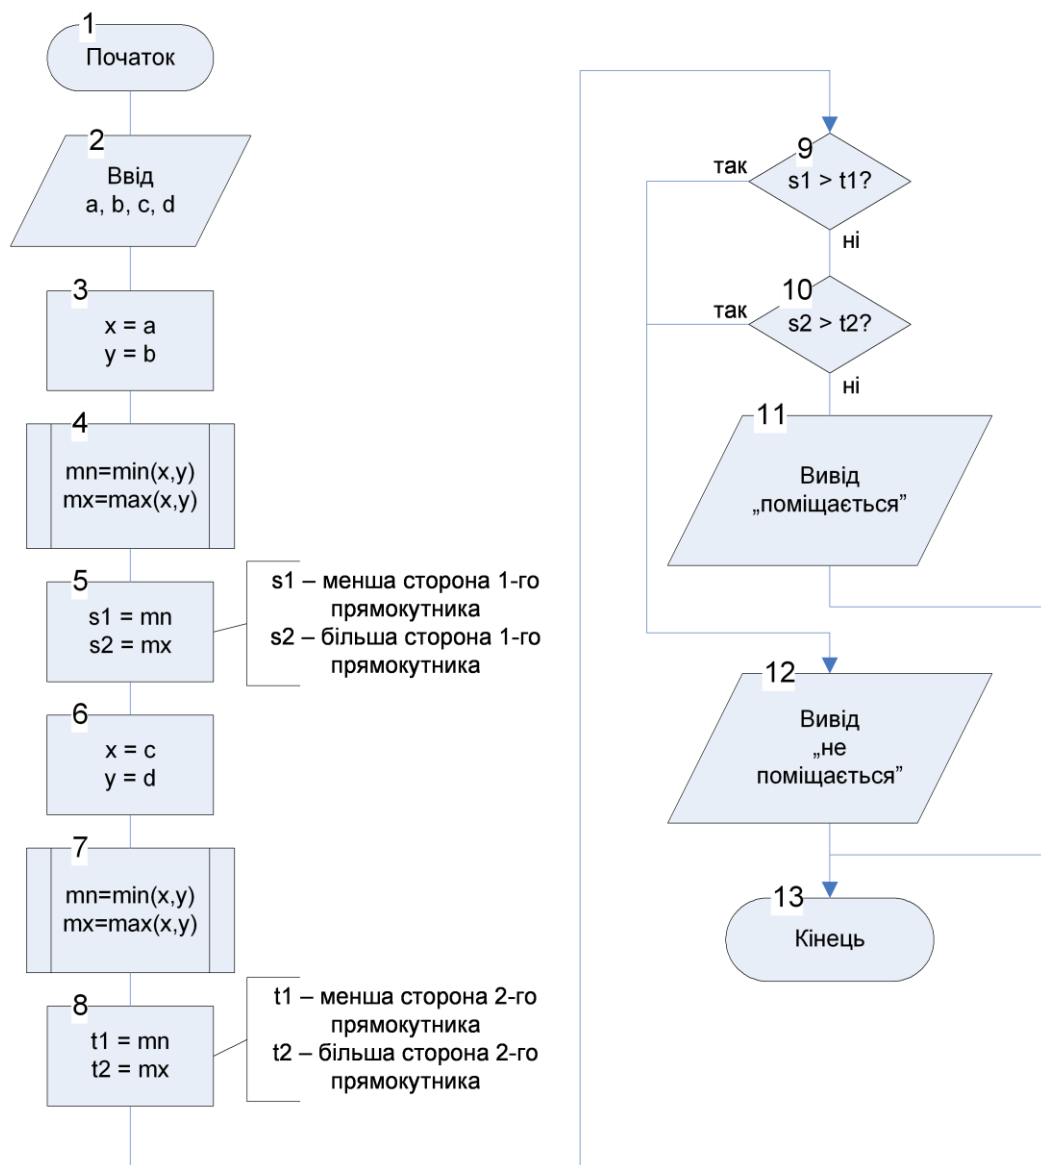 1
Початок
2
Ввід
a, b, c, d
3
x = a
y = b
4
mn=min(x,y)
mx=max(x,y)
5
s1 = mn
s2 = mx
s1 – менша сторона 1-го
прямокутника
s2 – більша сторона 1-го
прямокутника
6
x = c
y = d
7
mn=min(x,y)
mx=max(x,y)
8
t1 = mn
t2 = mx
t1 – менша сторона 2-го
прямокутника
t2 – більша сторона 2-го
прямокутника
9
так
s1 > t1?
ні
10
так
s2 > t2?
ні
11
Вивід
„поміщається”
12
Вивід
„не
поміщається”
13
Кінець